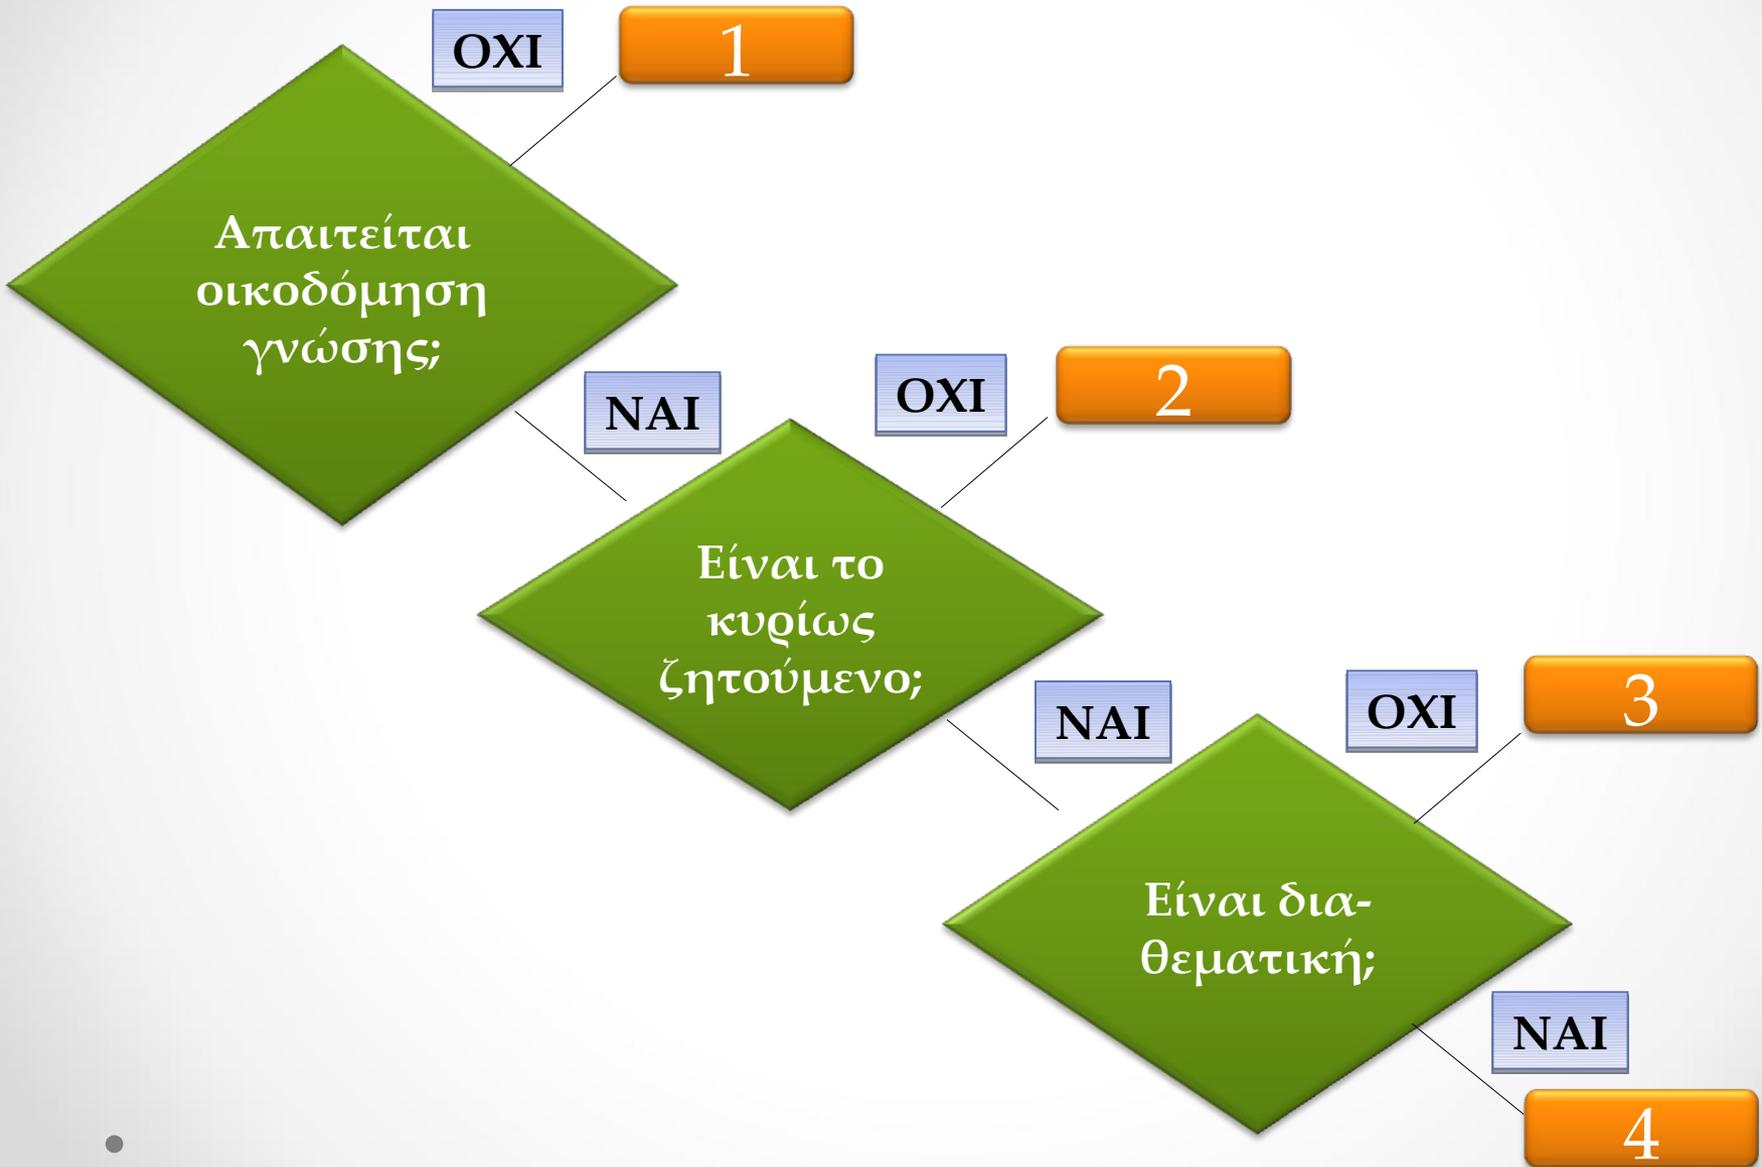 ΟΧΙ
1
Απαιτείται
οικοδόμηση
γνώσης;
ΝΑΙ
ΟΧΙ
2
Είναι το
κυρίως
ζητούμενο;
ΝΑΙ
ΟΧΙ
3
Είναι δια-
θεματική;
ΝΑΙ
4